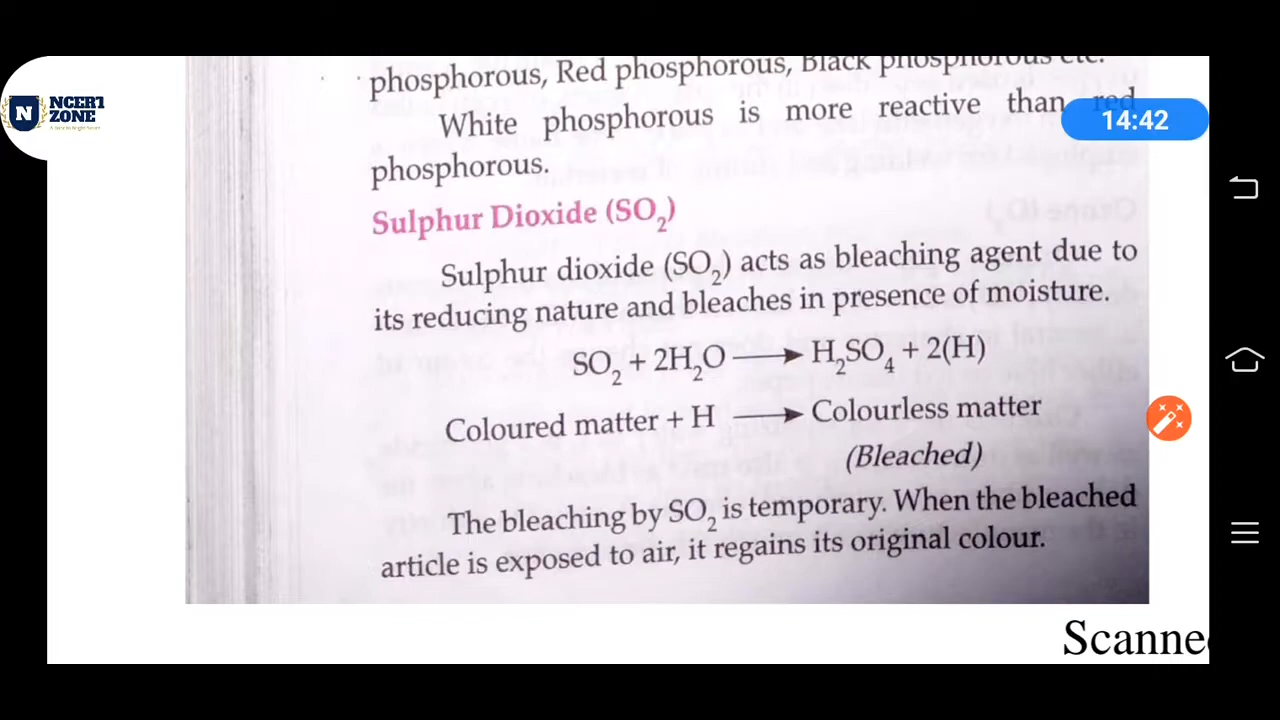 NCERT
ZONE
phosphorous, Red phosphorous, Black phosphorous etc.
White phosphorous is more reactive than red
14:42
phosphorous.
Sulphur Dioxide (SO₂)
Sulphur dioxide (SO₂) acts as bleaching agent due to
its reducing nature and bleaches in presence of moisture.
SO₂ + 2H₂O ⟶ H₂SO₄ + 2(H)
Coloured matter + H ⟶ Colourless matter
(Bleached)
The bleaching by SO₂ is temporary. When the bleached
article is exposed to air, it regains its original colour.
Scanne